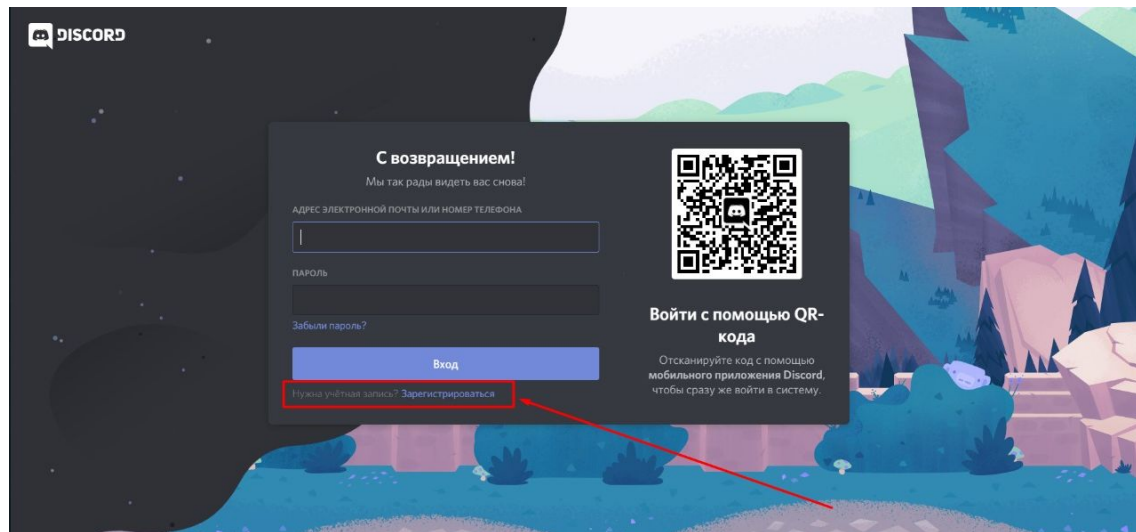 DISCORD
С возвращением!
Мы так рады видеть вас снова!
АДРЕС ЭЛЕКТРОННОЙ ПОЧТЫ ИЛИ НОМЕР ТЕЛЕФОНА
ПАРОЛЬ
Забыли пароль?
Вход
Нужна учётная запись? Зарегистрироваться
Войти с помощью QR-
кода
Отсканируйте код с помощью
мобильного приложения Discord,
чтобы сразу же войти в систему.